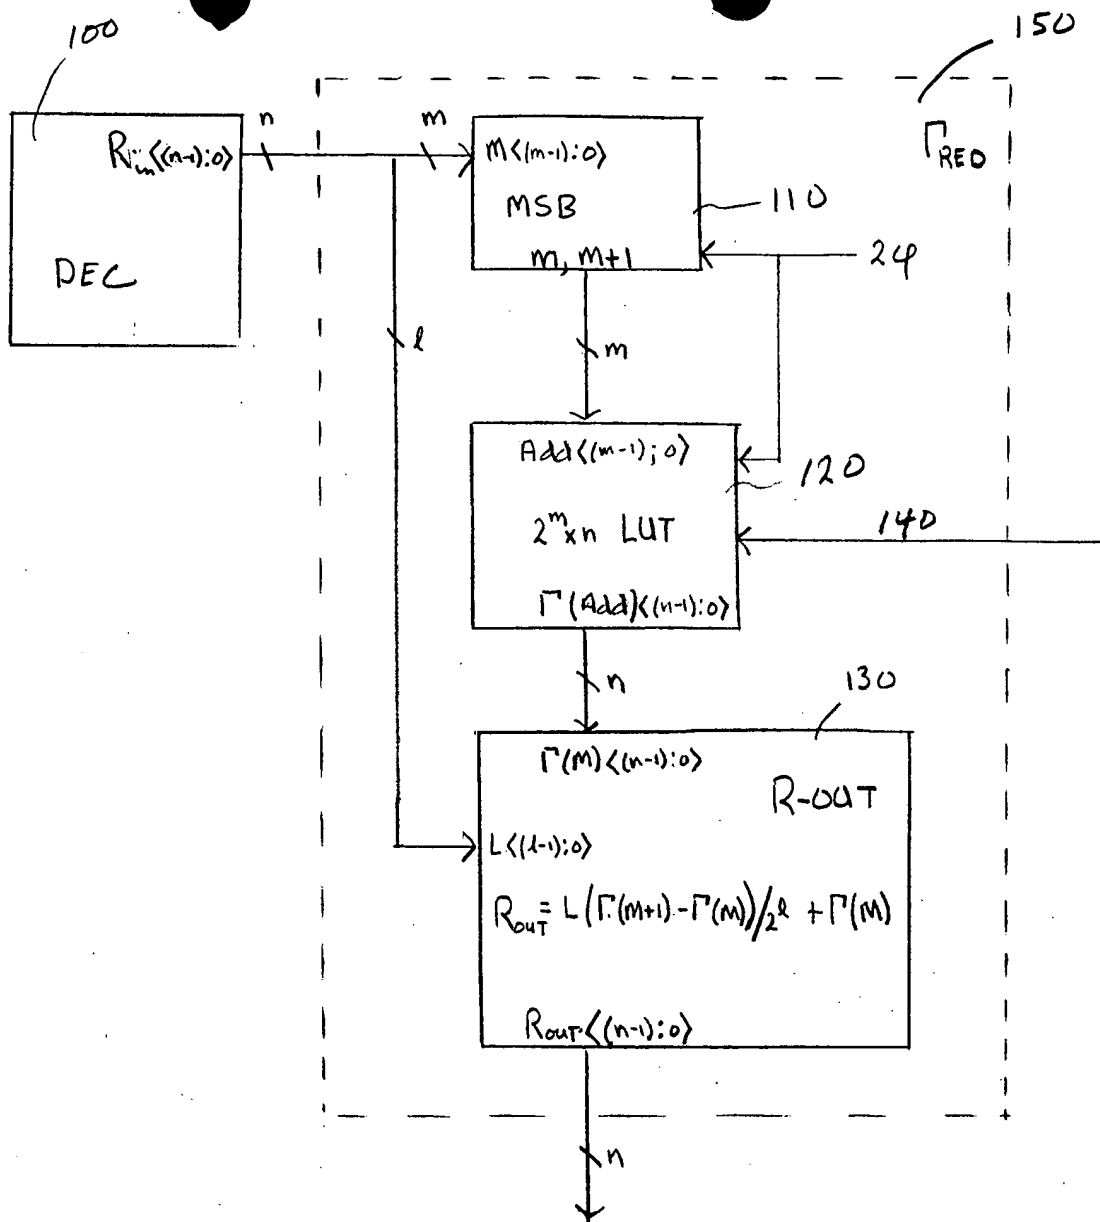 100
150
n
m
R_in<(n-1):0>
M<(m-1):0>
Γ_RED
MSB
110
DEC
m, m+1
2φ
l
m
Add<(m-1);0>
120
2^m x n LUT
140
Γ(Add)<(n-1):0>
n
130
Γ(M)<(n-1):0>
R-OUT
L<(l-1):0>
R_OUT = L(Γ(M+1)-Γ(M))/2^l + Γ(M)
R_OUT<(n-1):0>
n